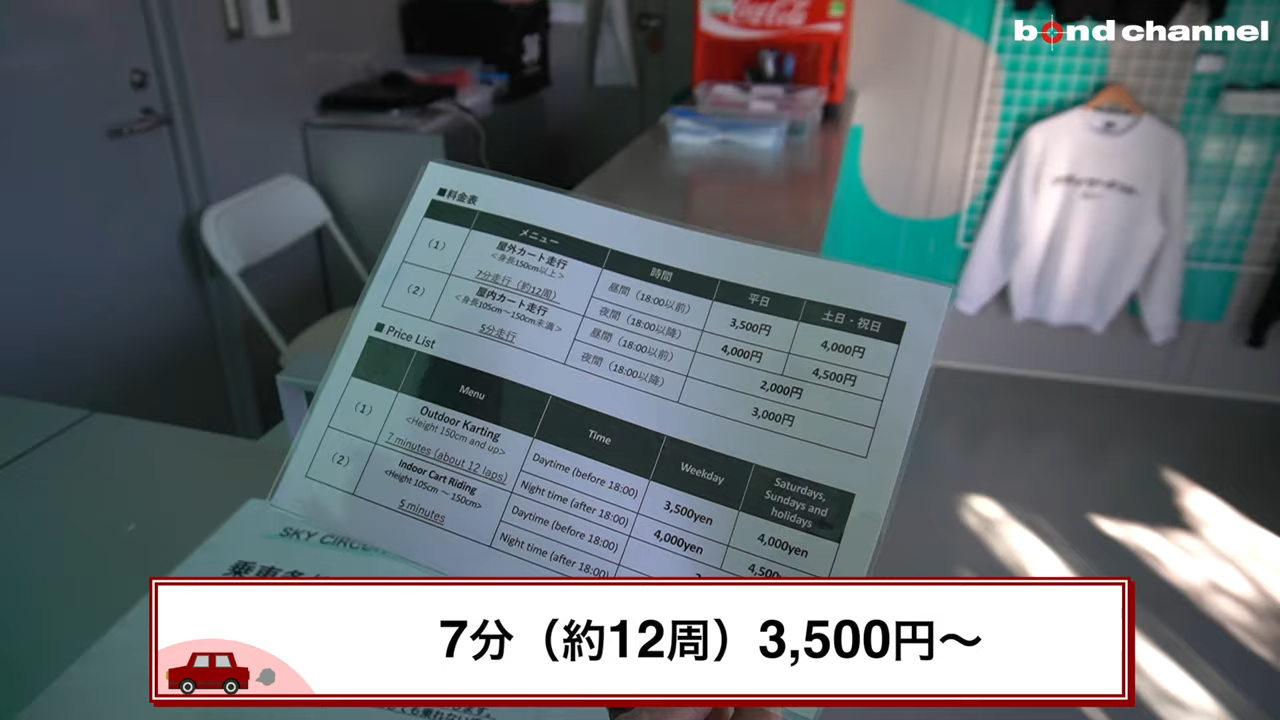 bond channel
Coca-Cola
■料金表
メニュー 時間 平日 土日・祝日
（1） 屋外カート走行
<身長150cm以上>
7分走行（約12周）
昼間（18:00以前） 3,500円 4,000円
夜間（18:00以降） 4,000円 4,500円
（2） 屋内カート走行
<身長105cm～150cm未満>
5分走行
昼間（18:00以前） 2,000円
夜間（18:00以降） 3,000円
■ Price List
Menu Time Weekday Saturdays,
Sundays and
holidays
（1） Outdoor Karting
<Height 150cm and up>
7 minutes (about 12 laps)
Daytime (before 18:00) 3,500yen 4,000yen
Night time (after 18:00) 4,000yen
（2） Indoor Cart Riding
<Height 105cm ～ 150cm>
5 minutes
Daytime (before 18:00)
Night time (after 18:00)
SKY
7分（約12周）3,500円～